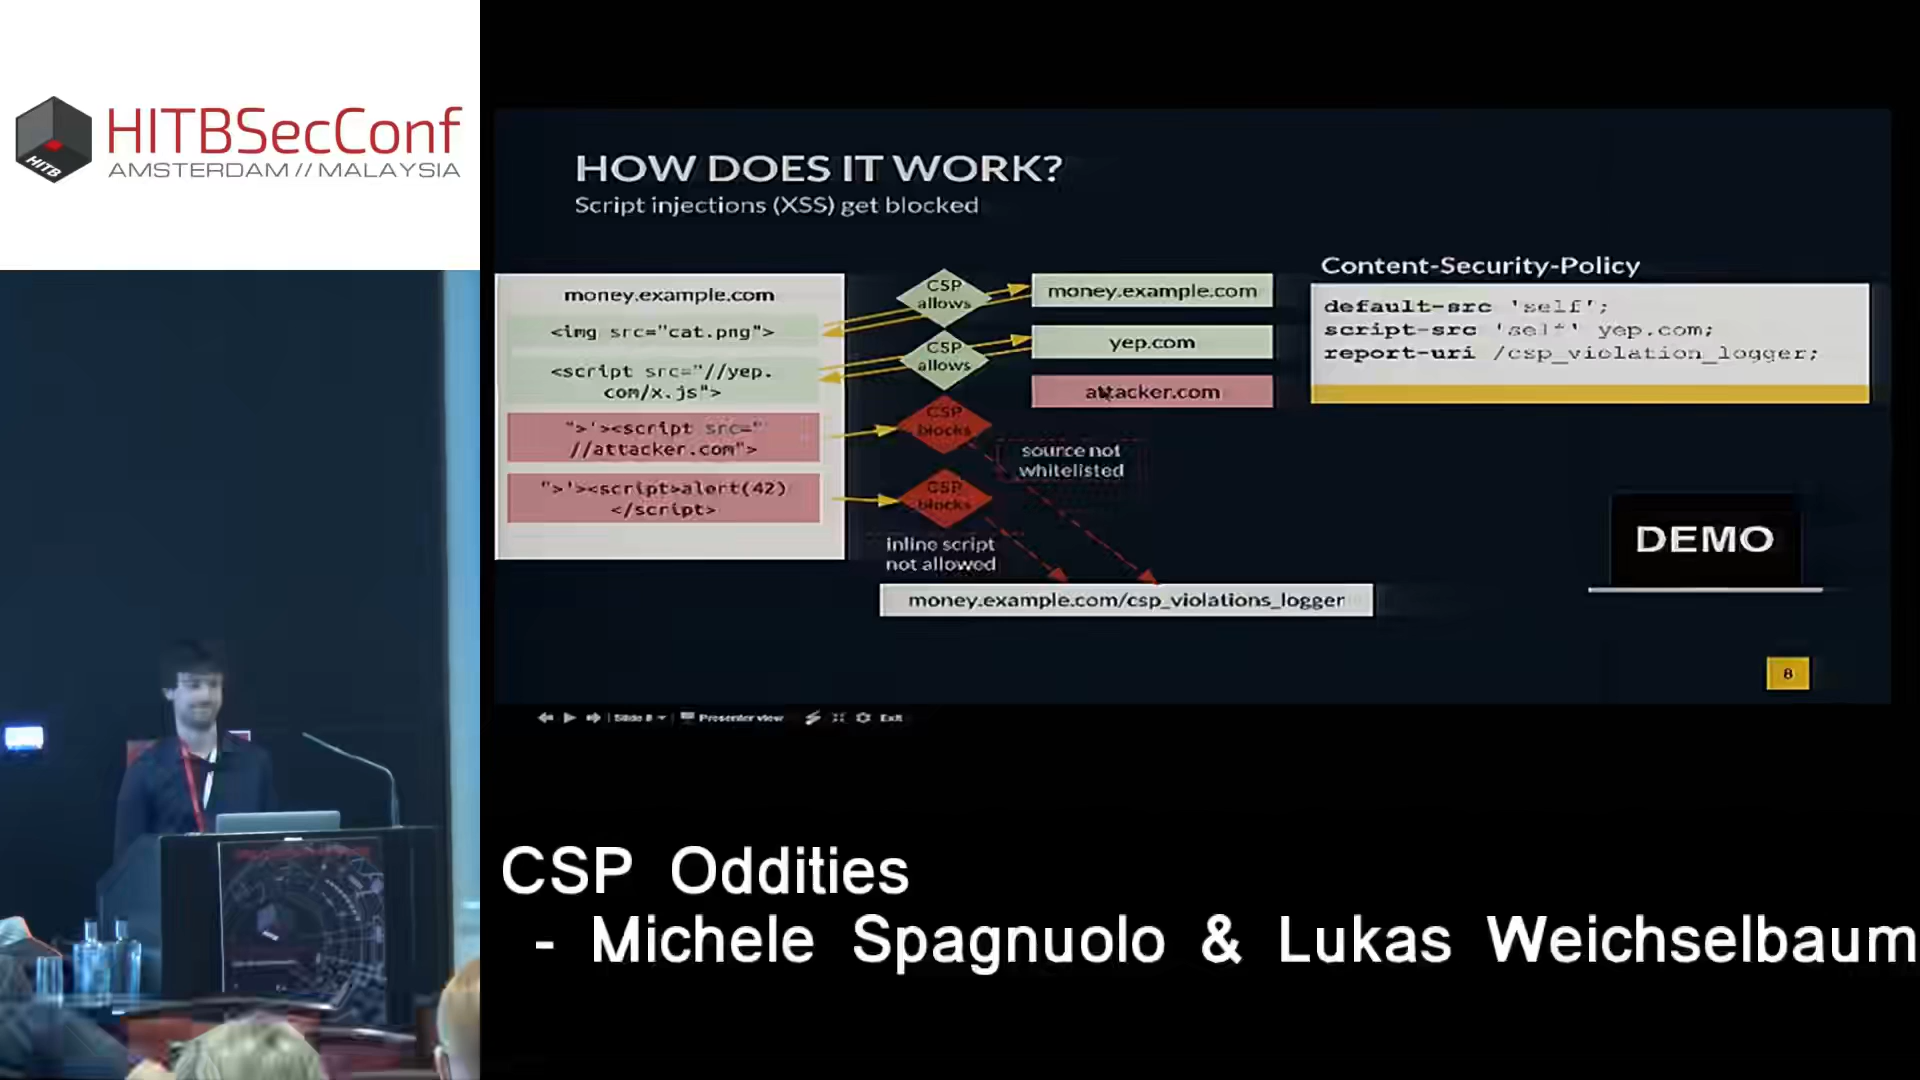 HITBSecConf
AMSTERDAM // MALAYSIA
HITB
HOW DOES IT WORK?
Script injections (XSS) get blocked
money.example.com
<img src="cat.png">
<script src="//yep.
com/x.js">
">'><script src="
//attacker.com">
">'><script>alert(42)
</script>
CSP
allows
CSP
allows
CSP
blocks
CSP
blocks
money.example.com
yep.com
attacker.com
source not
whitelisted
inline script
not allowed
money.example.com/csp_violations_logger
Content-Security-Policy
default-src 'self';
script-src 'self' yep.com;
report-uri /csp_violation_logger;
DEMO
8
Slide 8
Presenter view
Exit
CSP Oddities
- Michele Spagnuolo & Lukas Weichselbaum